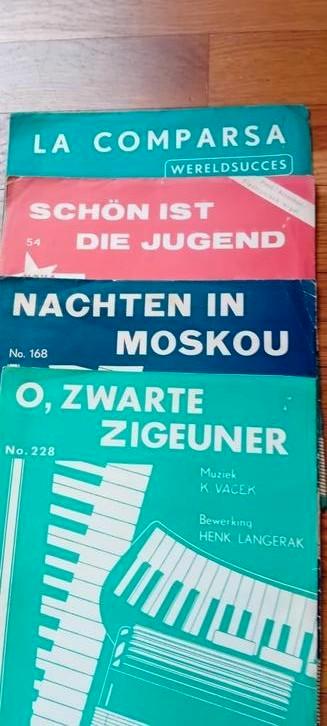 LA COMPARSA
WERELDSUCCES
SCHÖN IST
54
DIE JUGEND
NACHTEN IN
MOSKOU
No. 168
O, ZWARTE
ZIGEUNER
No. 228
Muziek
K. VACEK
Bewerking
HENK LANGERAK